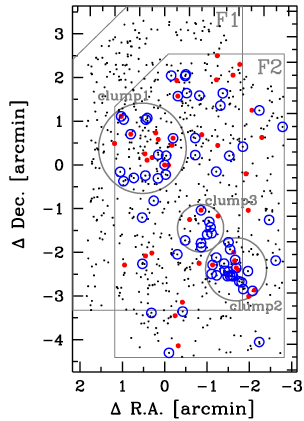 F1
F2
clump1
clump3
clump2
3
2
1
0
−1
−2
−3
−4
2 1 0 −1 −2 −3
Δ Dec. [arcmin]
Δ R.A. [arcmin]